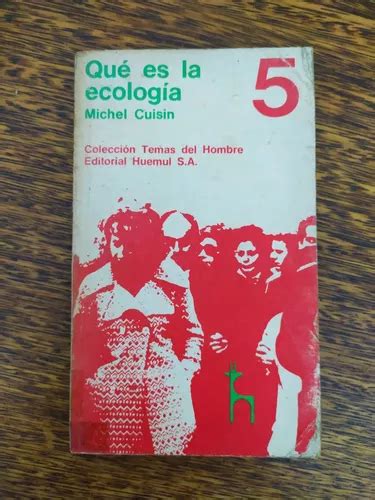 Qué es la
ecología
5
Michel Cuisin
Colección Temas del Hombre
Editorial Huemul S.A.